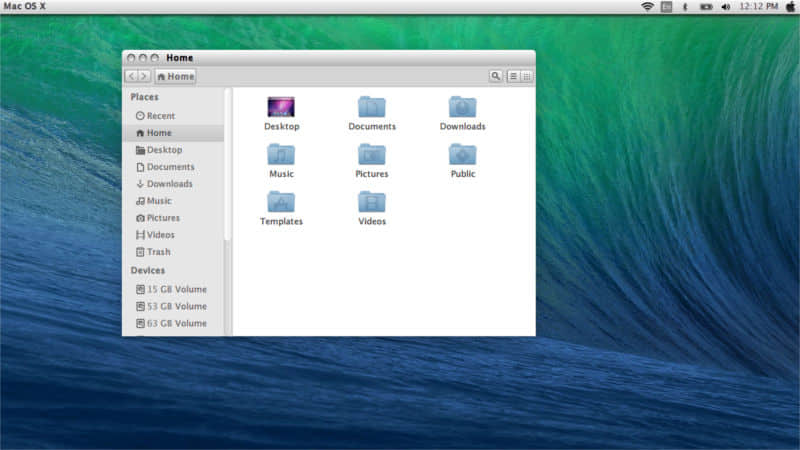 Mac OS X
En
12:12 PM
Home
Home
Places
Recent
Home
Desktop
Documents
Downloads
Music
Pictures
Videos
Trash
Devices
15 GB Volume
53 GB Volume
63 GB Volume
Desktop Documents Downloads
Music Pictures Public
Templates Videos